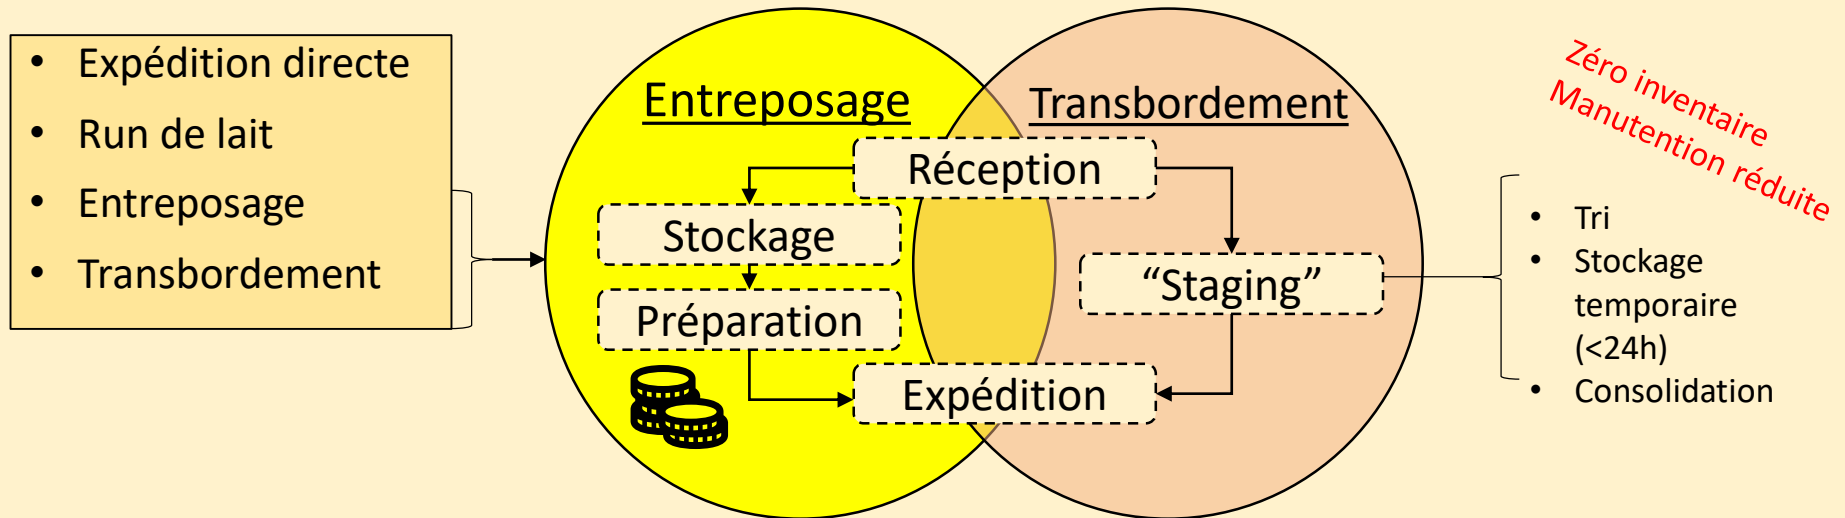 • Expédition directe
• Run de lait
• Entreposage
• Transbordement
Entreposage
Transbordement
Réception
Stockage
Préparation
“Staging”
Expédition
Zéro inventaire
Manutention réduite
• Tri
• Stockage
temporaire
(<24h)
• Consolidation